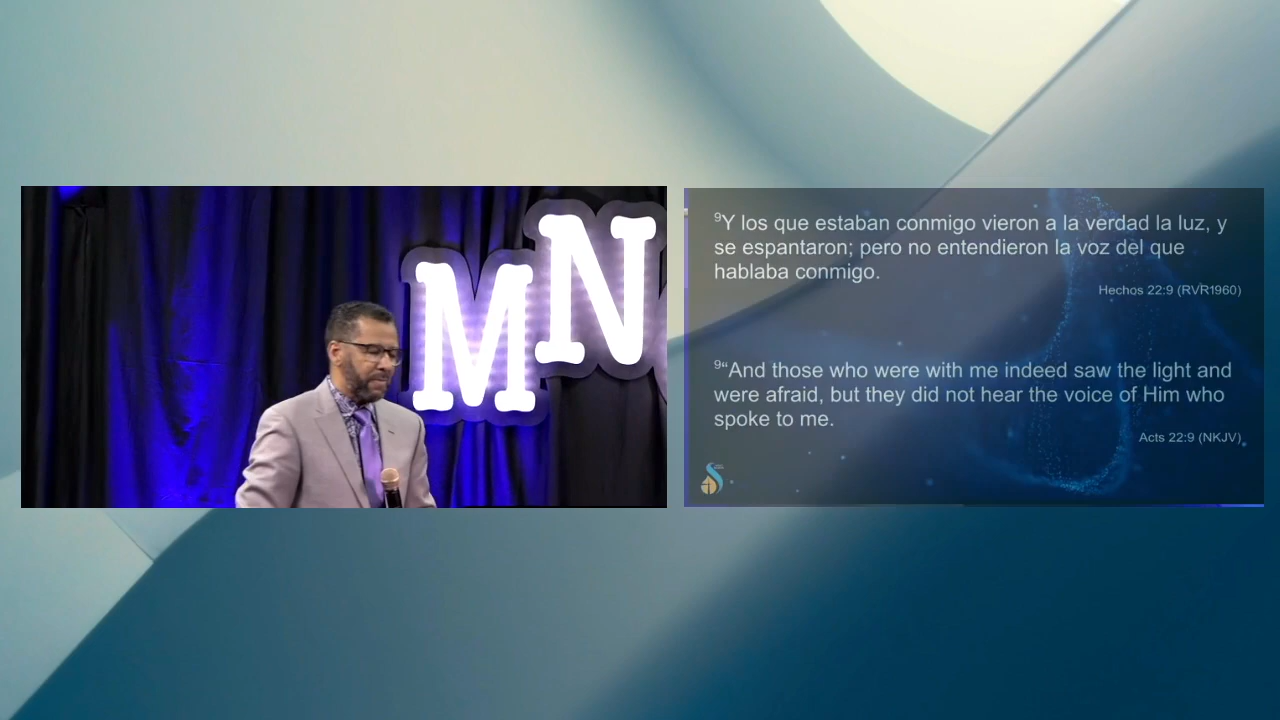 MN
⁹Y los que estaban conmigo vieron a la verdad la luz, y
se espantaron; pero no entendieron la voz del que
hablaba conmigo.
Hechos 22:9 (RVR1960)
⁹“And those who were with me indeed saw the light and
were afraid, but they did not hear the voice of Him who
spoke to me.
Acts 22:9 (NKJV)